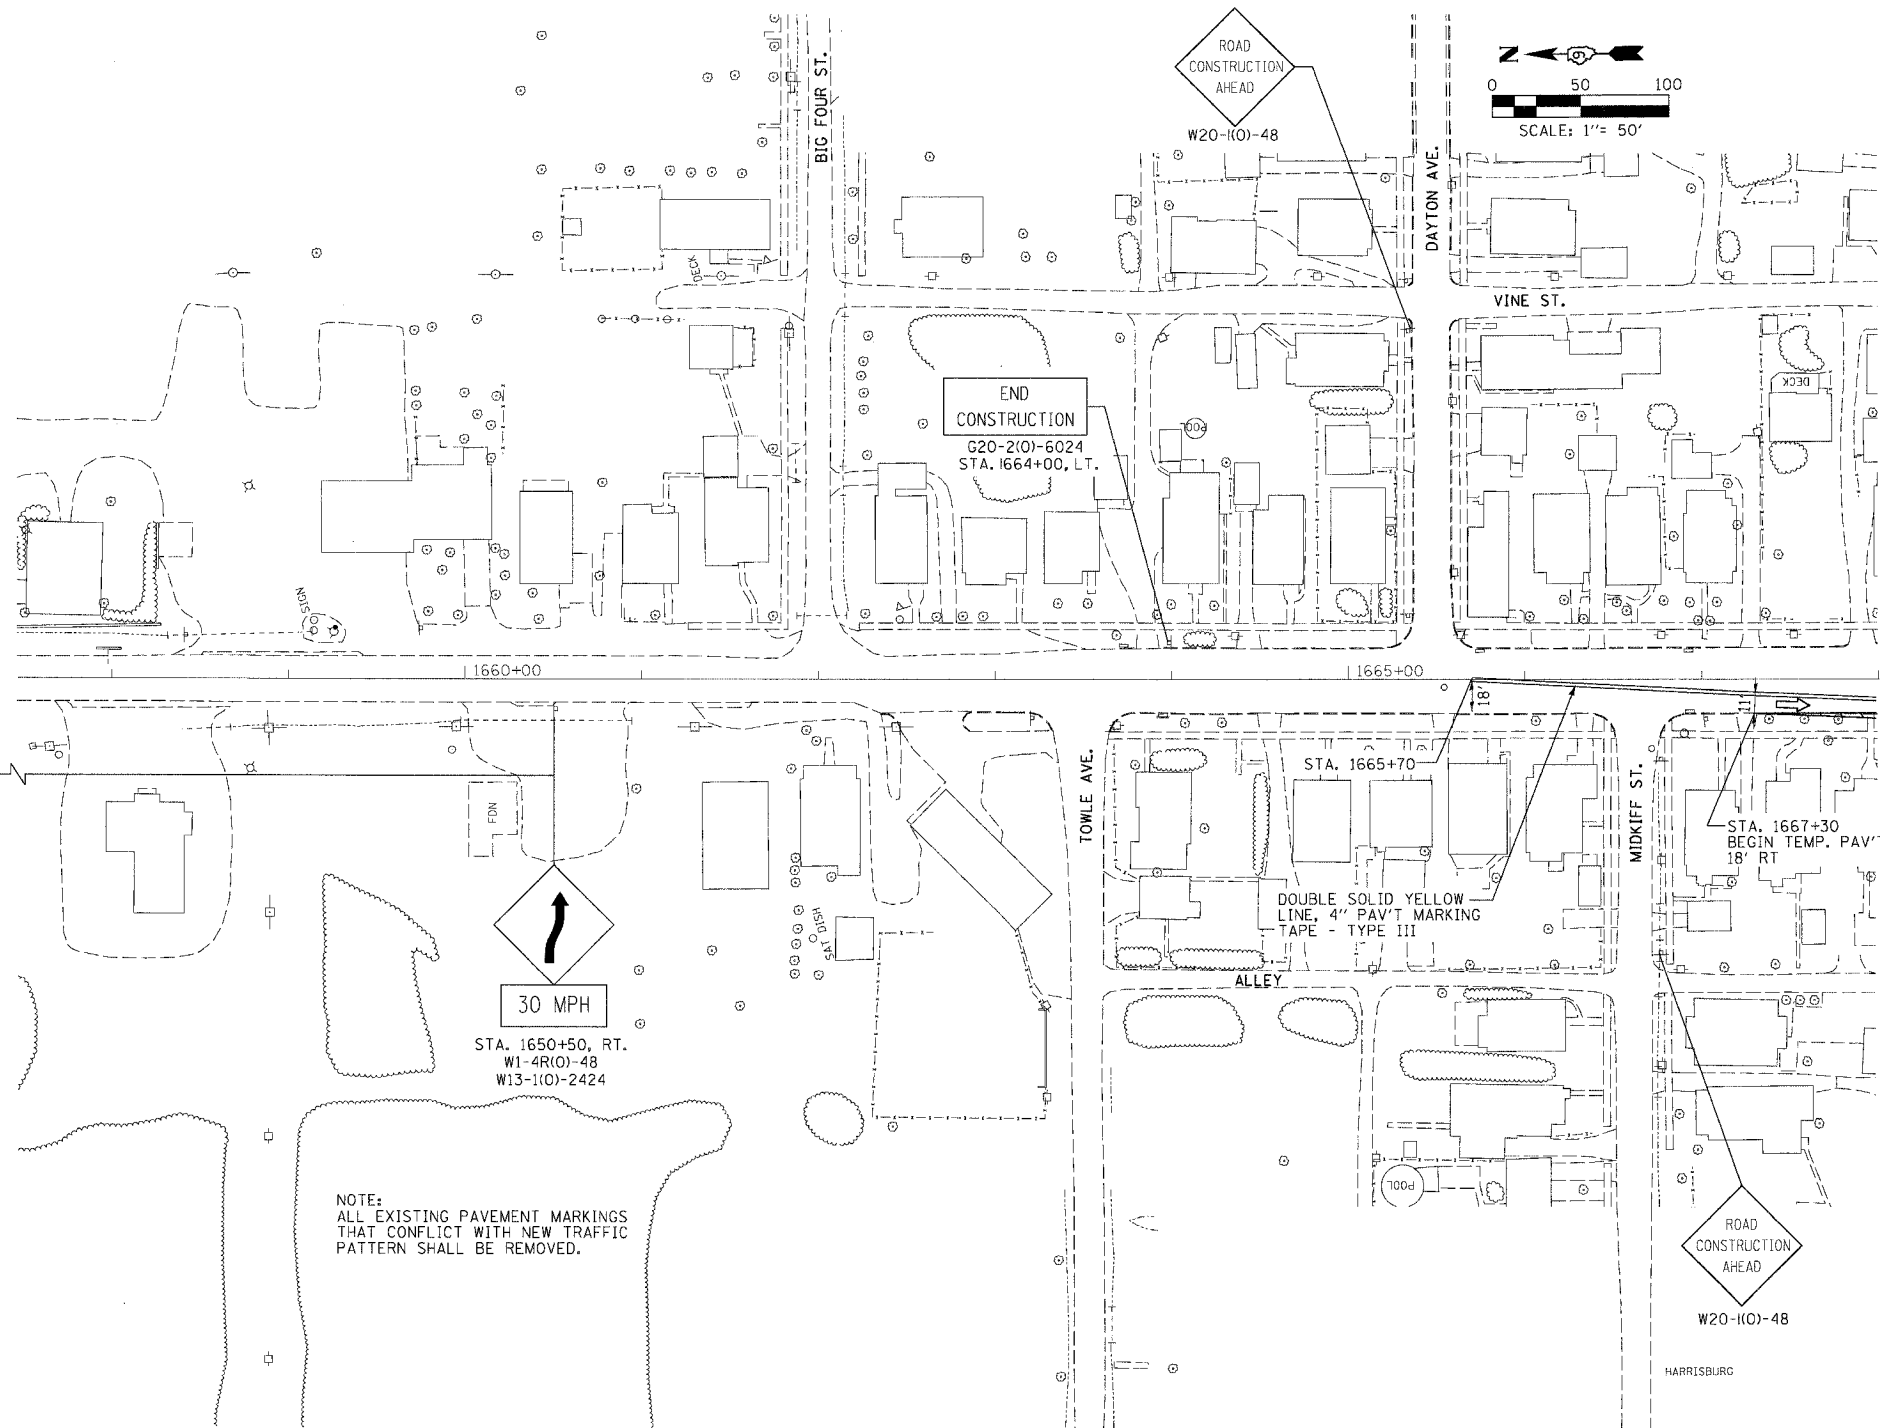 ROAD
CONSTRUCTION
AHEAD
W20-1(O)-48
N
0 50 100
SCALE: 1"= 50'
BIG FOUR ST.
DAYTON AVE.
VINE ST.
DECK
DECK
POOL
END
CONSTRUCTION
G20-2(O)-6024
STA. 1664+00, LT.
SIGN
1660+00
1665+00
18'
11'
STA. 1665+70
TOWLE AVE.
MIDKIFF ST.
STA. 1667+30
BEGIN TEMP. PAV'T
18' RT
FDN
DOUBLE SOLID YELLOW
LINE, 4" PAV'T MARKING
TAPE - TYPE III
SAT DISH
ALLEY
30 MPH
STA. 1650+50, RT.
W1-4R(O)-48
W13-1(O)-2424
POOL
NOTE:
ALL EXISTING PAVEMENT MARKINGS
THAT CONFLICT WITH NEW TRAFFIC
PATTERN SHALL BE REMOVED.
ROAD
CONSTRUCTION
AHEAD
W20-1(O)-48
HARRISBURG